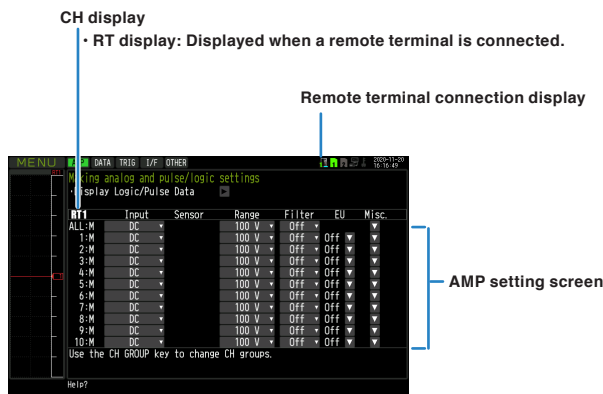 CH display
・RT display: Displayed when a remote terminal is connected.
Remote terminal connection display
MENU AMP DATA TRIG I/F OTHER 2020-11-20
16:16:49
RT1
Mixing analog and pulse/logic settings
・Display Logic/Pulse Data
RT1 Input Sensor Range Filter EU Misc.
ALL:M DC 100 V Off
1:M DC 100 V Off Off
2:M DC 100 V Off Off
3:M DC 100 V Off Off
4:M DC 100 V Off Off
AMP setting screen
5:M DC 100 V Off Off
6:M DC 100 V Off Off
7:M DC 100 V Off Off
8:M DC 100 V Off Off
9:M DC 100 V Off Off
10:M DC 100 V Off Off
Use the CH GROUP key to change CH groups.
Help?